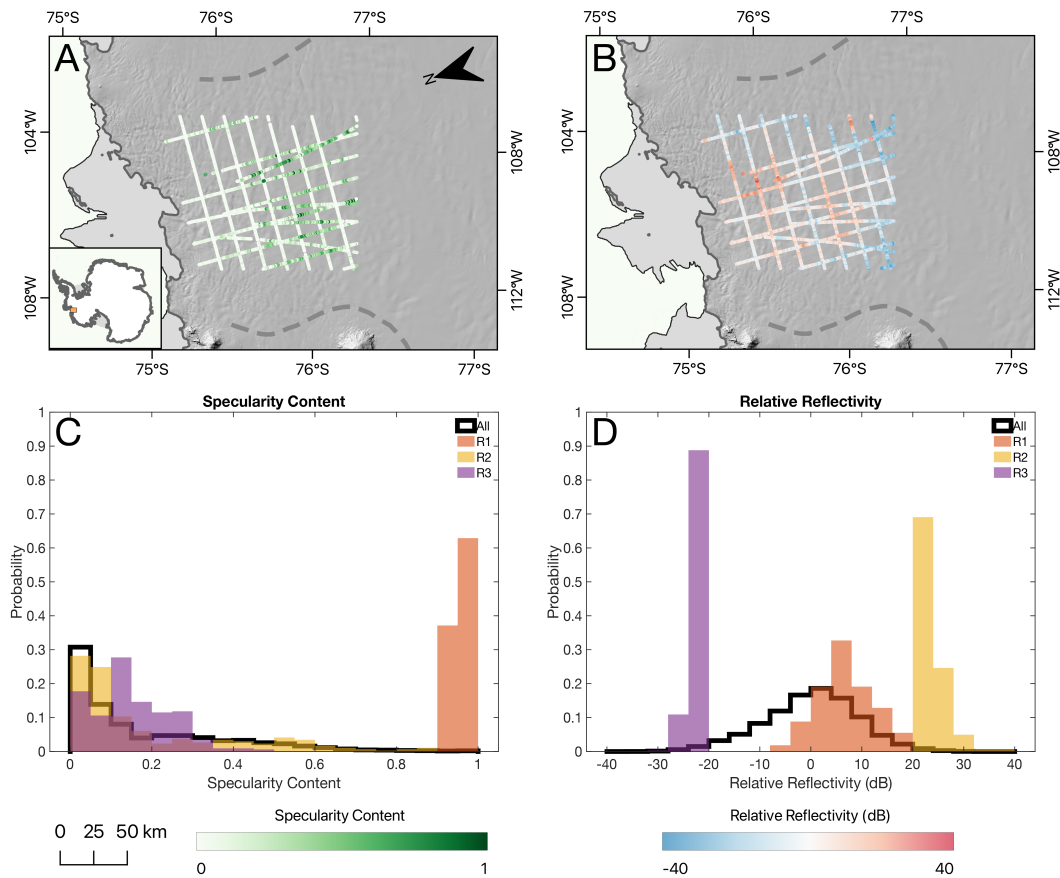 75°S 76°S 77°S
75°S 76°S 77°S
A
N
B
104°W
108°W
104°W
108°W
108°W
112°W
108°W
112°W
75°S 76°S 77°S
75°S 76°S 77°S
Specularity Content
C
All
R1
R2
R3
1
0.9
0.8
0.7
0.6
0.5
0.4
0.3
0.2
0.1
0
Probability
0 0.2 0.4 0.6 0.8 1
Specularity Content
Relative Reflectivity
D
All
R1
R2
R3
1
0.9
0.8
0.7
0.6
0.5
0.4
0.3
0.2
0.1
0
Probability
-40 -30 -20 -10 0 10 20 30 40
Relative Reflectivity (dB)
0 25 50 km
Specularity Content
0 1
Relative Reflectivity (dB)
-40 40